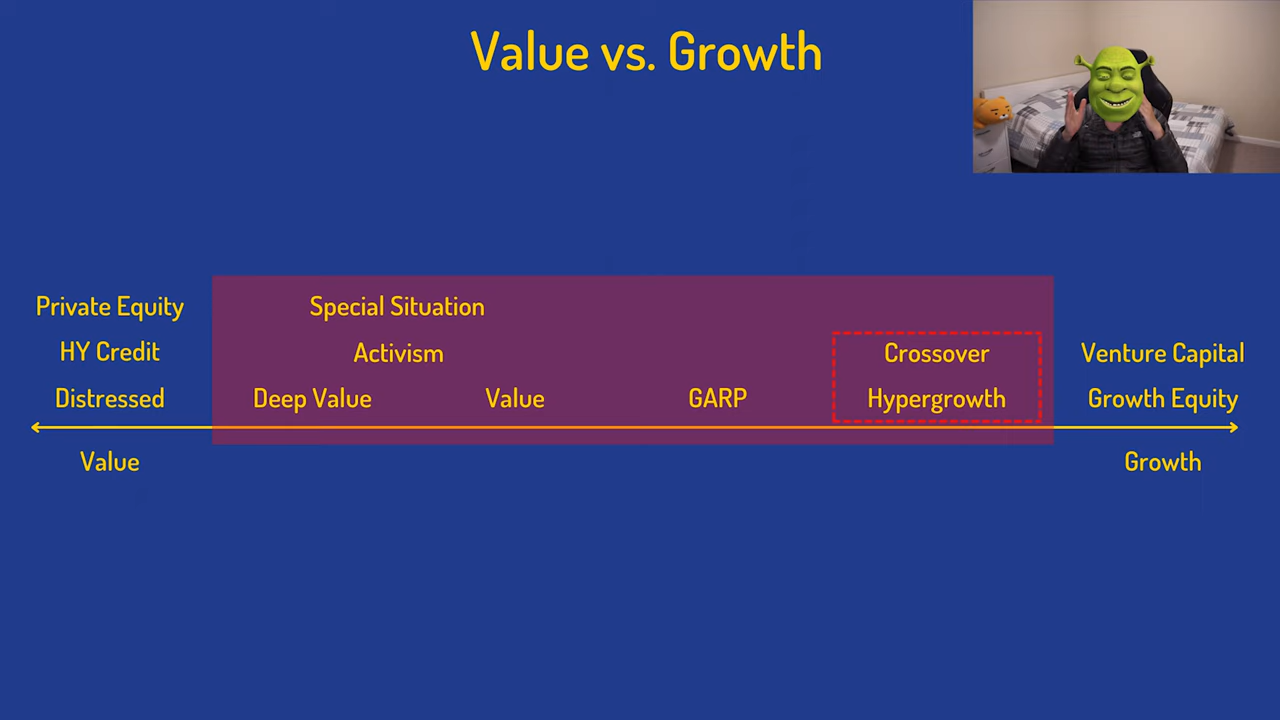 Value vs. Growth
Private Equity
Special Situation
HY Credit
Activism
Crossover
Venture Capital
Distressed
Deep Value
Value
GARP
Hypergrowth
Growth Equity
Value
Growth